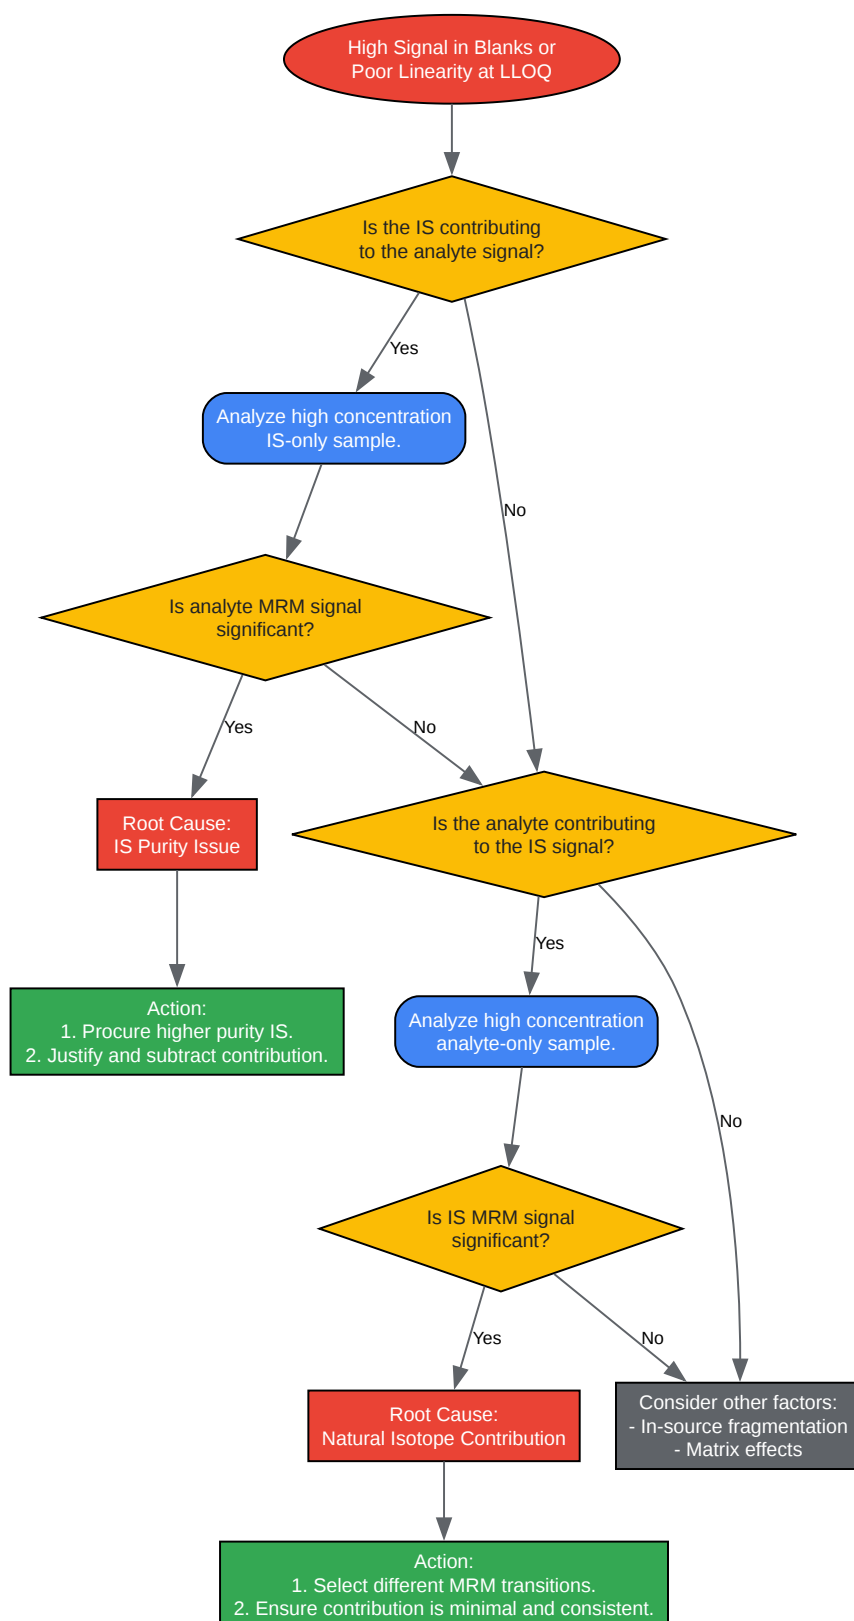 High Signal in Blanks or
Poor Linearity at LLOQ
Is the IS contributing
to the analyte signal?
Yes
Analyze high concentration
IS-only sample.
No
Is analyte MRM signal
significant?
Yes
No
Root Cause:
IS Purity Issue
Is the analyte contributing
to the IS signal?
Yes
Action:
1. Procure higher purity IS.
2. Justify and subtract contribution.
Analyze high concentration
analyte-only sample.
No
Is IS MRM signal
significant?
Yes
No
Root Cause:
Natural Isotope Contribution
Consider other factors:
- In-source fragmentation
- Matrix effects
Action:
1. Select different MRM transitions.
2. Ensure contribution is minimal and consistent.